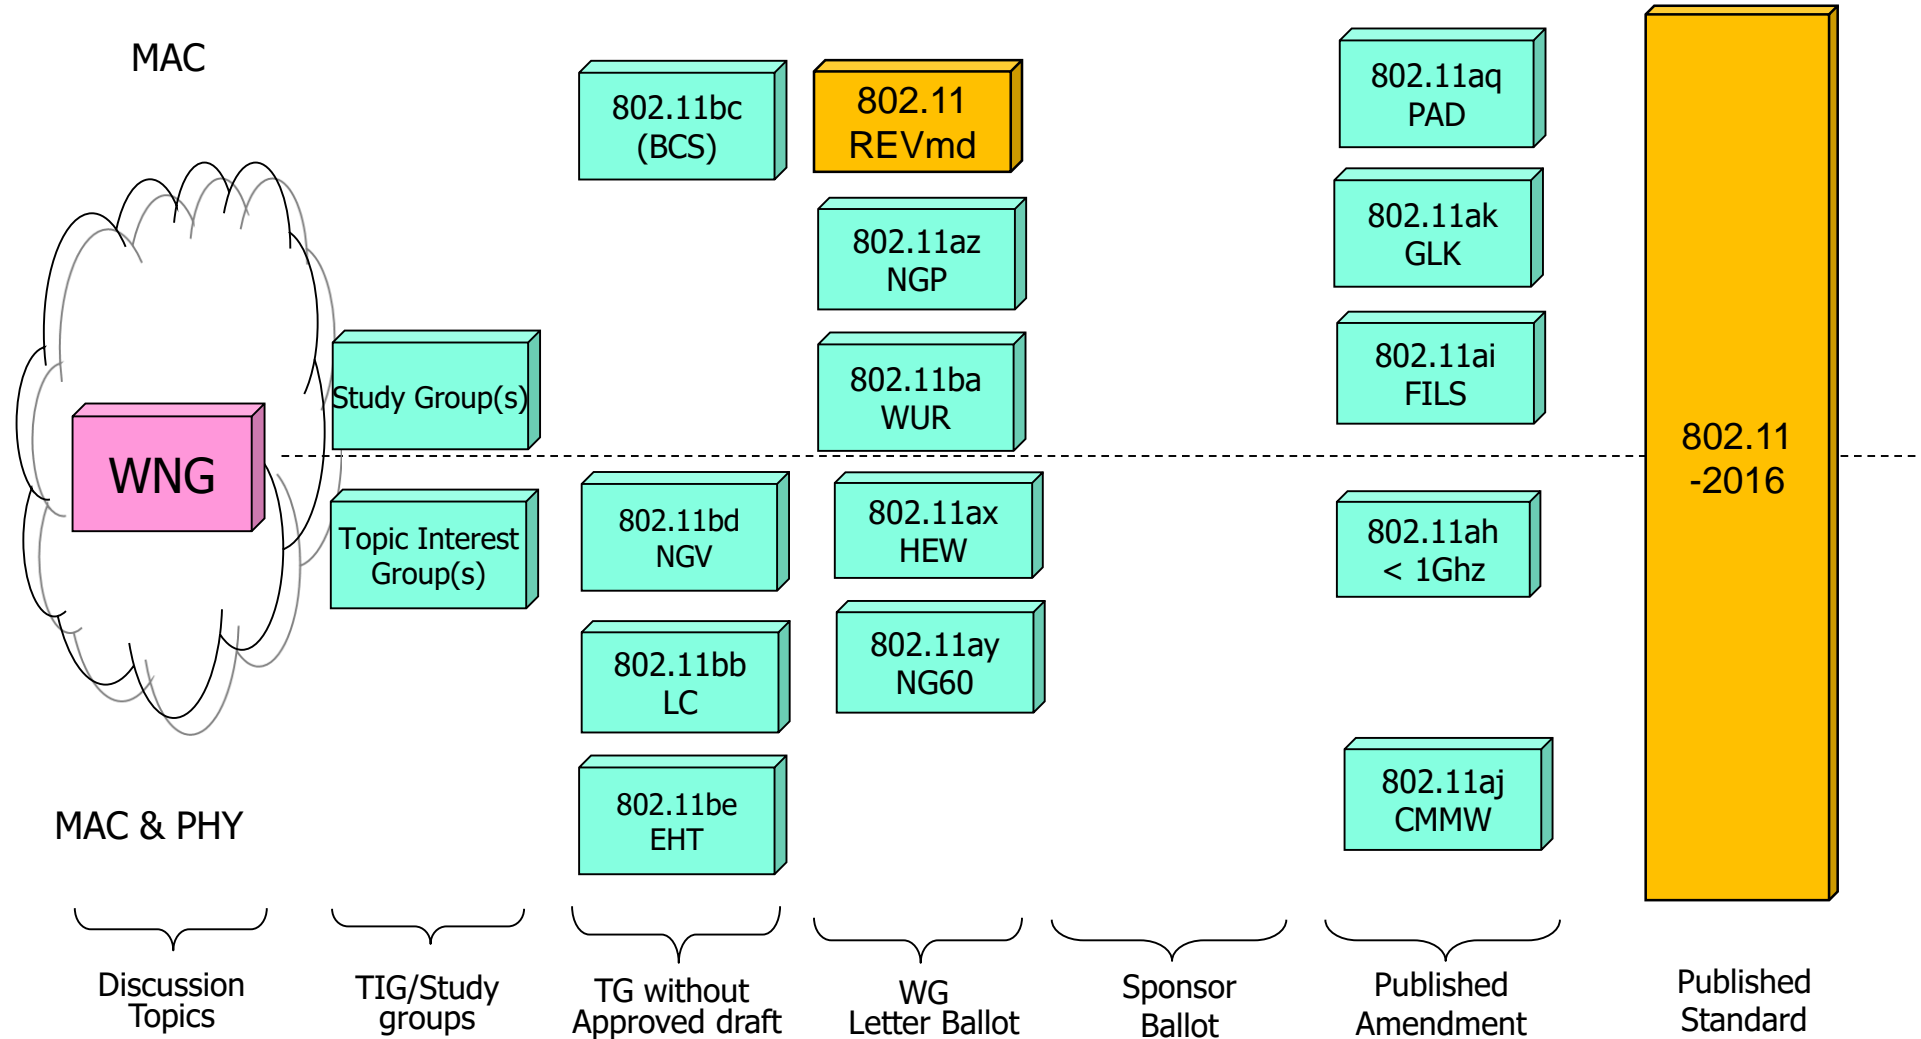 MAC
802.11bc
(BCS)
802.11
REVmd
802.11aq
PAD
802.11az
NGP
802.11ak
GLK
Study Group(s)
802.11ba
WUR
802.11ai
FILS
WNG
802.11
-2016
Topic Interest
Group(s)
802.11bd
NGV
802.11ax
HEW
802.11ah
< 1Ghz
802.11bb
LC
802.11ay
NG60
MAC & PHY
802.11be
EHT
802.11aj
CMMW
Discussion
Topics
TIG/Study
groups
TG without
Approved draft
WG
Letter Ballot
Sponsor
Ballot
Published
Amendment
Published
Standard